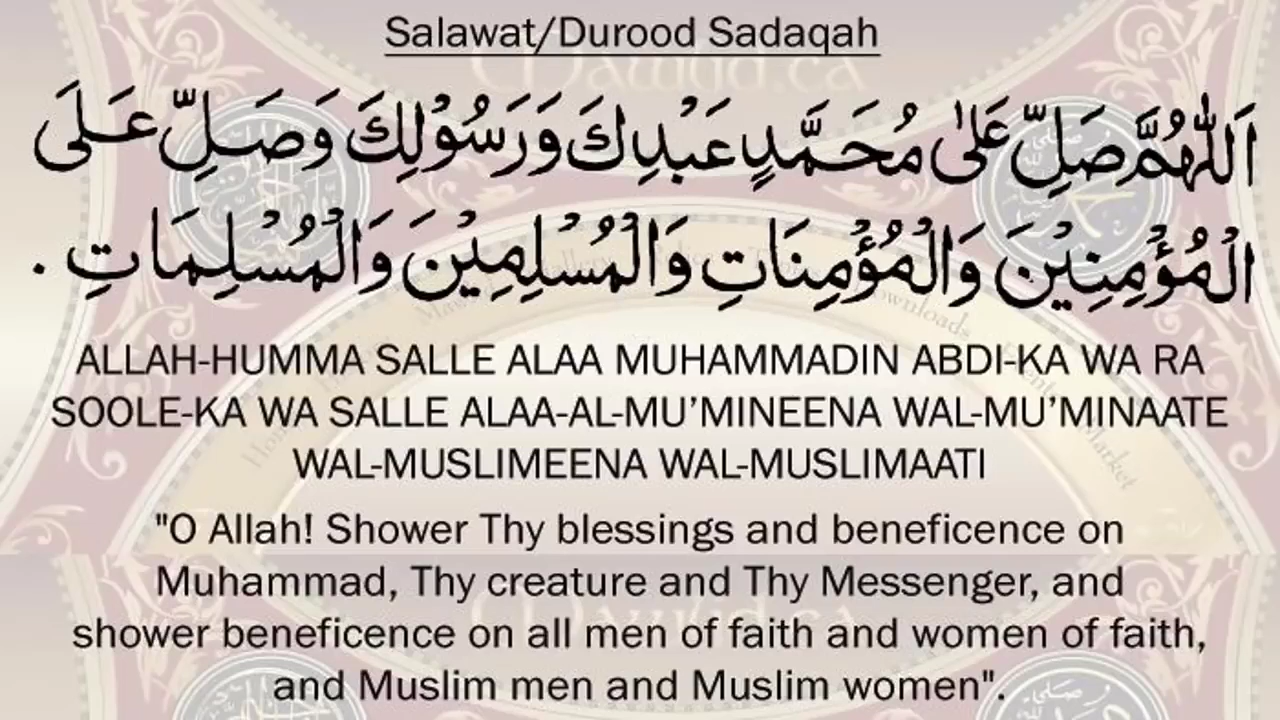 Salawat/Durood Sadaqah
اَللّٰهُمَّ صَلِّ عَلىٰ مُحَمَّدٍ عَبْدِكَ وَرَسُوْلِكَ وَصَلِّ عَلَى
الْمُؤْمِنِيْنَ وَالْمُؤْمِنَاتِ وَالْمُسْلِمِيْنَ وَالْمُسْلِمَاتِ .
ALLAH-HUMMA SALLE ALAA MUHAMMADIN ABDI-KA WA RA
SOOLE-KA WA SALLE ALAA-AL-MU’MINEENA WAL-MU’MINAATE
WAL-MUSLIMEENA WAL-MUSLIMAATI
"O Allah! Shower Thy blessings and beneficence on
Muhammad, Thy creature and Thy Messenger, and
shower beneficence on all men of faith and women of faith,
and Muslim men and Muslim women".